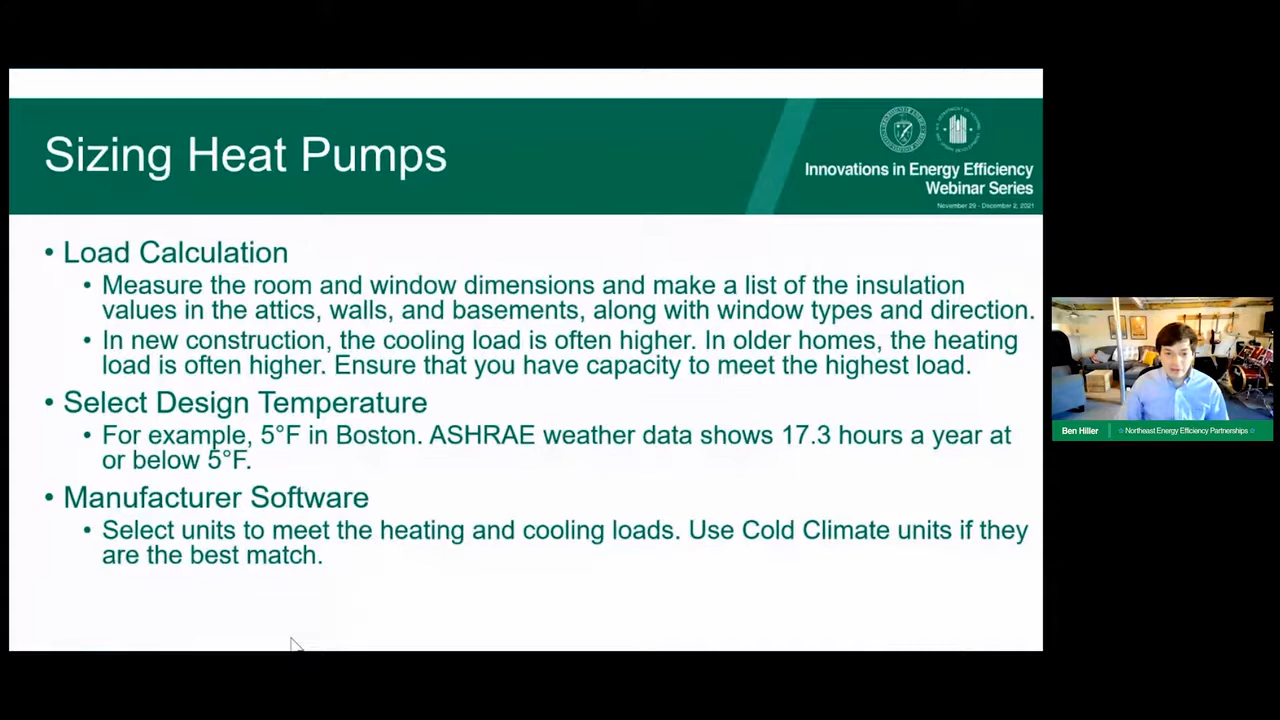 Sizing Heat Pumps
Innovations in Energy Efficiency
Webinar Series
November 29 - December 2, 2021
• Load Calculation
• Measure the room and window dimensions and make a list of the insulation
values in the attics, walls, and basements, along with window types and direction.
• In new construction, the cooling load is often higher. In older homes, the heating
load is often higher. Ensure that you have capacity to meet the highest load.
• Select Design Temperature
• For example, 5°F in Boston. ASHRAE weather data shows 17.3 hours a year at
or below 5°F.
• Manufacturer Software
• Select units to meet the heating and cooling loads. Use Cold Climate units if they
are the best match.
Ben Hiller
Northeast Energy Efficiency Partnerships